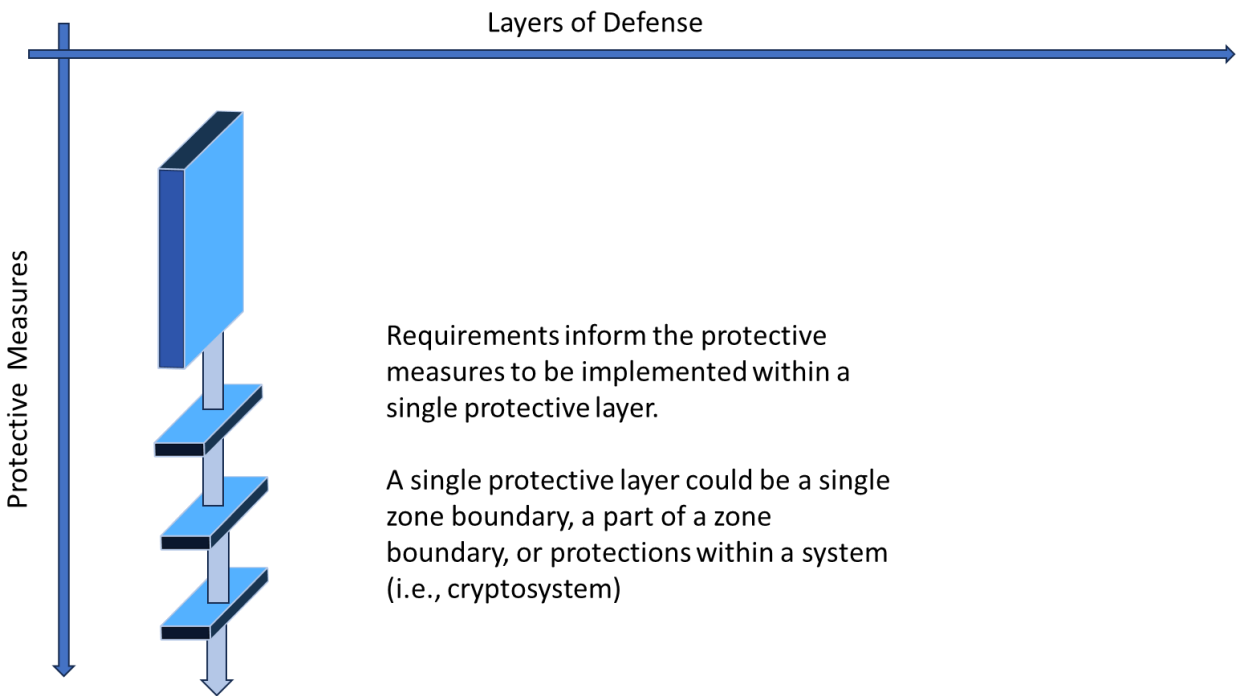 Layers of Defense
Protective Measures
Requirements inform the protective
measures to be implemented within a
single protective layer.
A single protective layer could be a single
zone boundary, a part of a zone
boundary, or protections within a system
(i.e., cryptosystem)